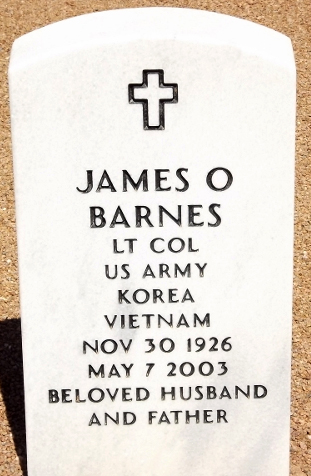 JAMES O
BARNES
LT COL
US ARMY
KOREA
VIETNAM
NOV 30 1926
MAY 7 2003
BELOVED HUSBAND
AND FATHER